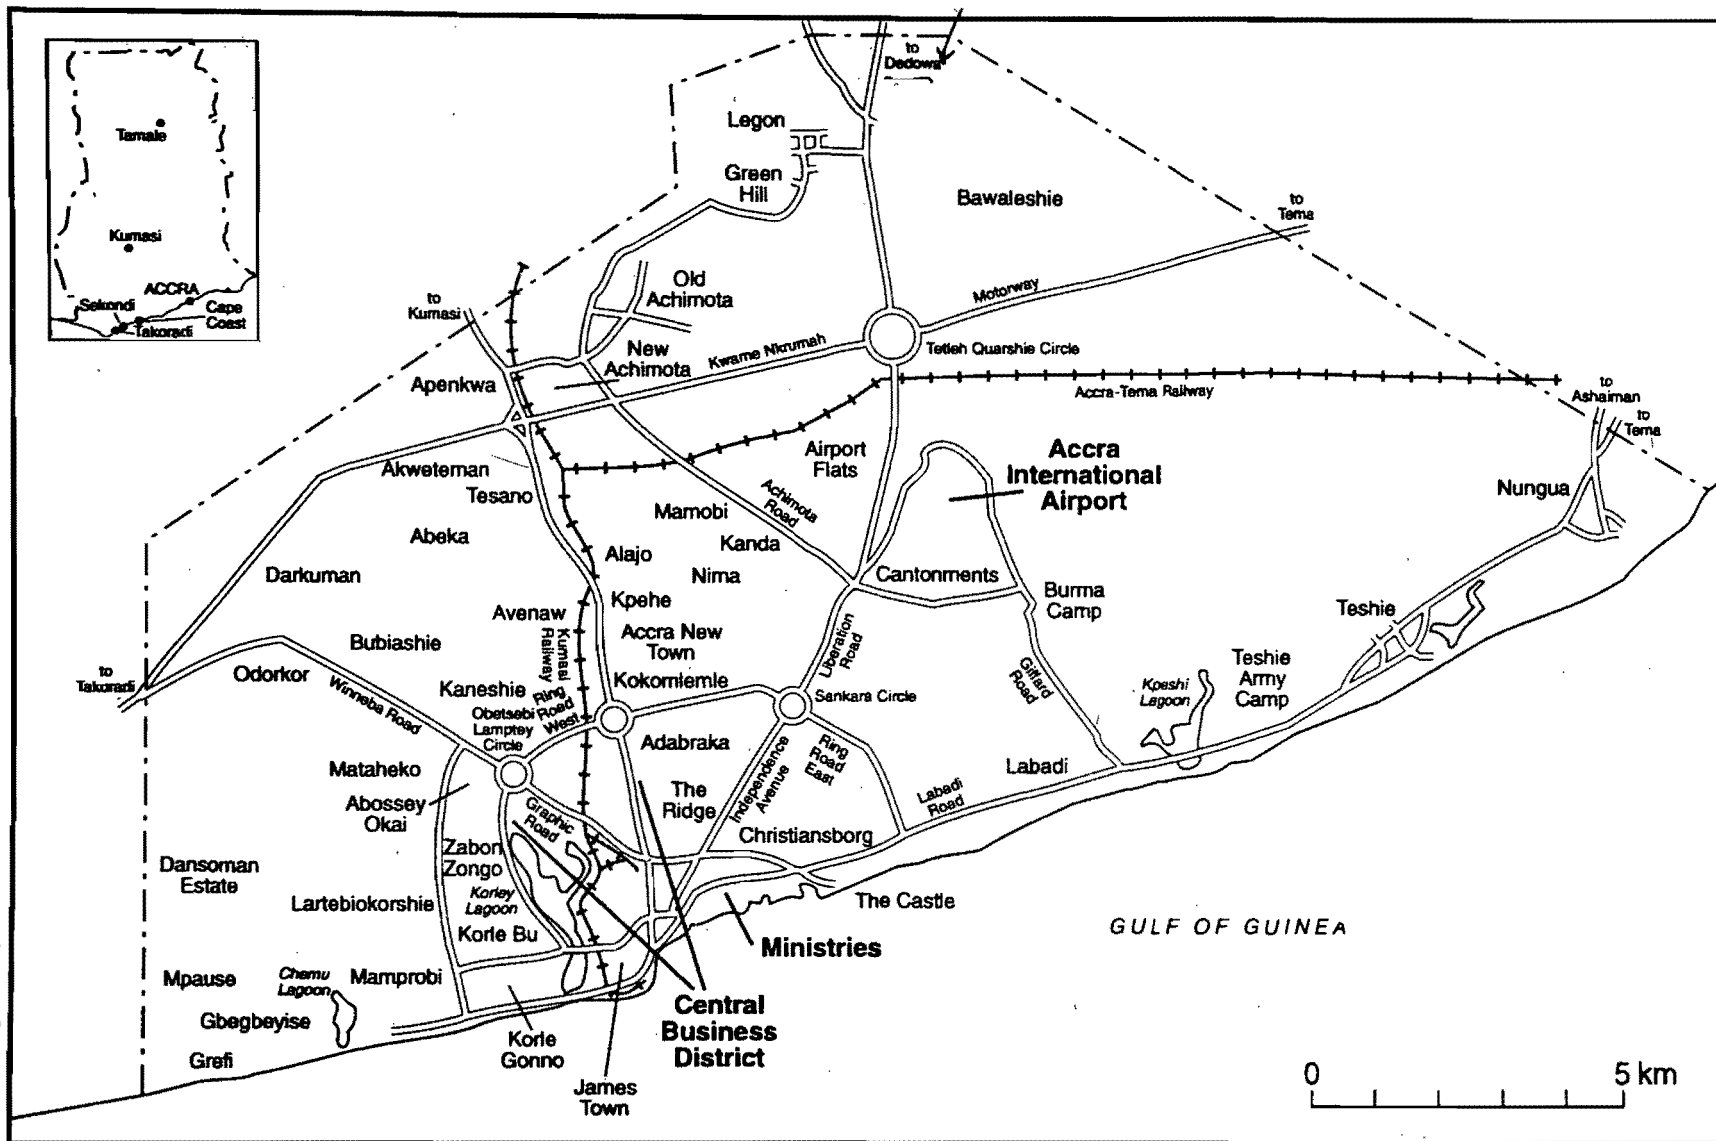 Tamale
Kumasi
ACCRA
Sekondi
Cape
Coast
Takoradi
to
Dodowa
Legon
Green
Hill
Bawaleshie
to
Tema
Old
Achimota
to
Kumasi
Motorway
New
Achimota
Kwame Nkrumah
Tetteh Quarshie Circle
Apenkwa
Accra-Tema Railway
to
Ashaiman
to
Tema
Akweteman
Airport
Flats
Accra
International
Airport
Tesano
Nungua
Achimota
Road
Mamobi
Abeka
Kanda
Alajo
Darkuman
Nima
Cantonments
Burma
Camp
Kpehe
Avenaw
Teshie
Kumasi
Railway
Accra New
Town
Bubiashie
Liberation
Road
to
Takoradi
Odorkor
Kokomlemle
Giffard
Road
Teshie
Army
Camp
Winneba Road
Kaneshie
Ring
Road
West
Sankara Circle
Kpeshi
Lagoon
Obetsebi
Lamptey
Circle
Adabraka
Independence
Avenue
Ring
Road
East
Mataheko
Labadi
Abossey
Okai
The
Ridge
Labadi
Road
Graphic
Road
Christiansborg
Zabon
Zongo
Dansoman
Estate
Lartebiokorshie
Korley
Lagoon
The Castle
Korle Bu
GULF OF GUINEA
Ministries
Mpause
Chemu
Lagoon
Mamprobi
Gbegbeyise
Central
Business
District
Korle
Gonno
Grefi
James
Town
0 5 km